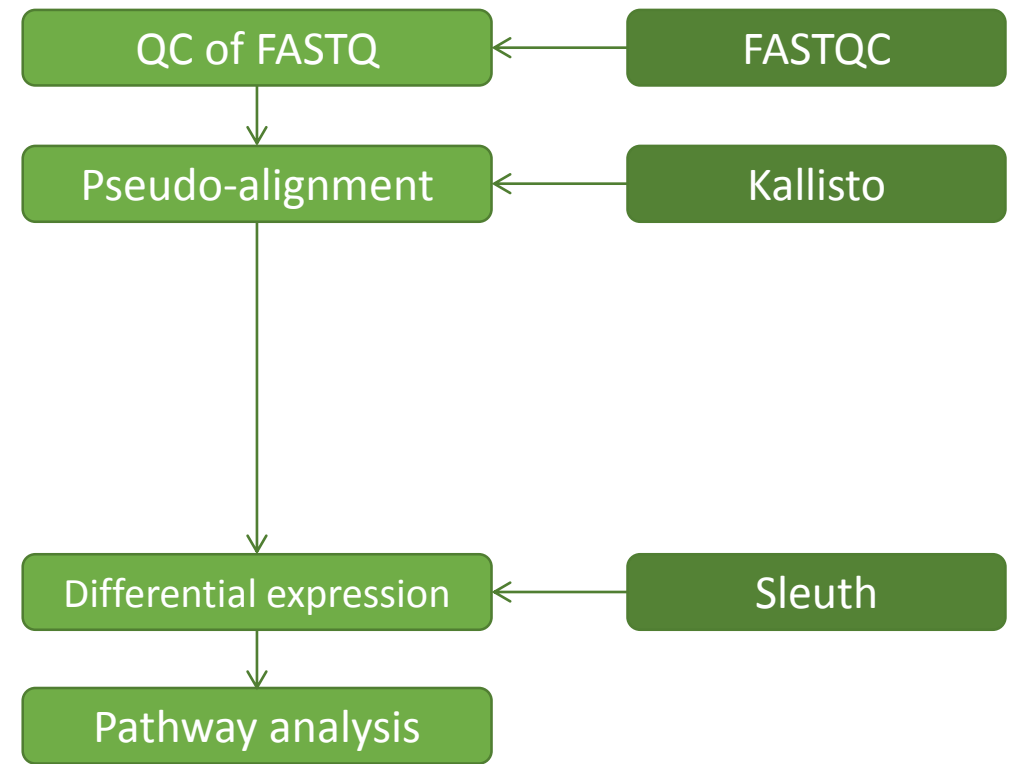 QC of FASTQ
FASTQC
Pseudo-alignment
Kallisto
Differential expression
Sleuth
Pathway analysis